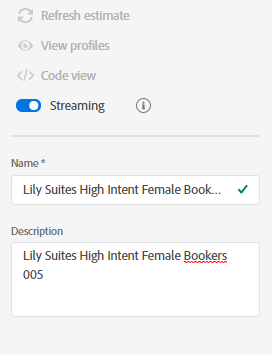 Refresh estimate
View profiles
</> Code view
Streaming
Name *
Lily Suites High Intent Female Book...
Description
Lily Suites High Intent Female Bookers
005